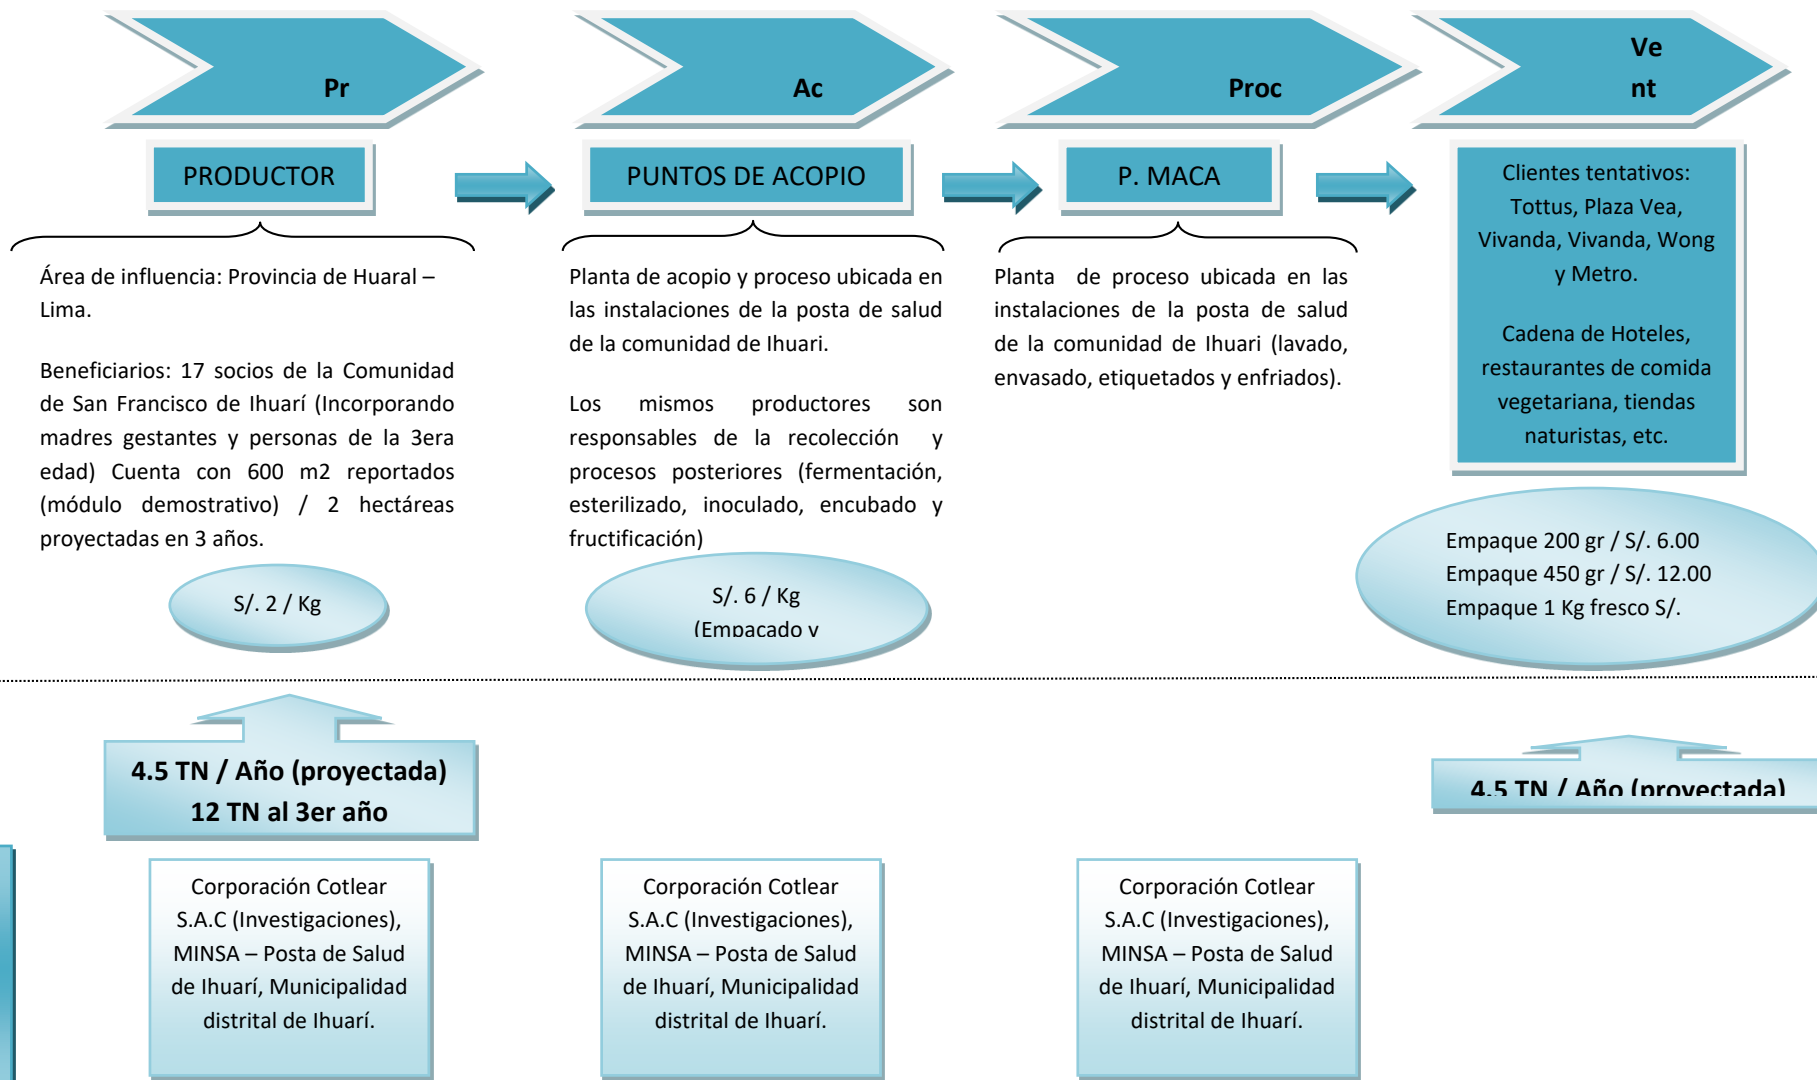 Pr
Ac
Proc
Ve
nt
PRODUCTOR
PUNTOS DE ACOPIO
P. MACA
Clientes tentativos:
Tottus, Plaza Vea,
Vivanda, Vivanda, Wong
y Metro.
Cadena de Hoteles,
restaurantes de comida
vegetariana, tiendas
naturistas, etc.
Área de influencia: Provincia de Huaral –
Lima.
Beneficiarios: 17 socios de la Comunidad
de San Francisco de Ihuarí (Incorporando
madres gestantes y personas de la 3era
edad) Cuenta con 600 m2 reportados
(módulo demostrativo) / 2 hectáreas
proyectadas en 3 años.
Planta de acopio y proceso ubicada en
las instalaciones de la posta de salud
de la comunidad de Ihuari.
Los mismos productores son
responsables de la recolección y
procesos posteriores (fermentación,
esterilizado, inoculado, encubado y
fructificación)
Planta de proceso ubicada en las
instalaciones de la posta de salud
de la comunidad de Ihuari (lavado,
envasado, etiquetados y enfriados).
S/. 2 / Kg
S/. 6 / Kg
(Empacado y
Empaque 200 gr / S/. 6.00
Empaque 450 gr / S/. 12.00
Empaque 1 Kg fresco S/.
4.5 TN / Año (proyectada)
12 TN al 3er año
4.5 TN / Año (proyectada)
Corporación Cotlear
S.A.C (Investigaciones),
MINSA – Posta de Salud
de Ihuarí, Municipalidad
distrital de Ihuarí.
Corporación Cotlear
S.A.C (Investigaciones),
MINSA – Posta de Salud
de Ihuarí, Municipalidad
distrital de Ihuarí.
Corporación Cotlear
S.A.C (Investigaciones),
MINSA – Posta de Salud
de Ihuarí, Municipalidad
distrital de Ihuarí.